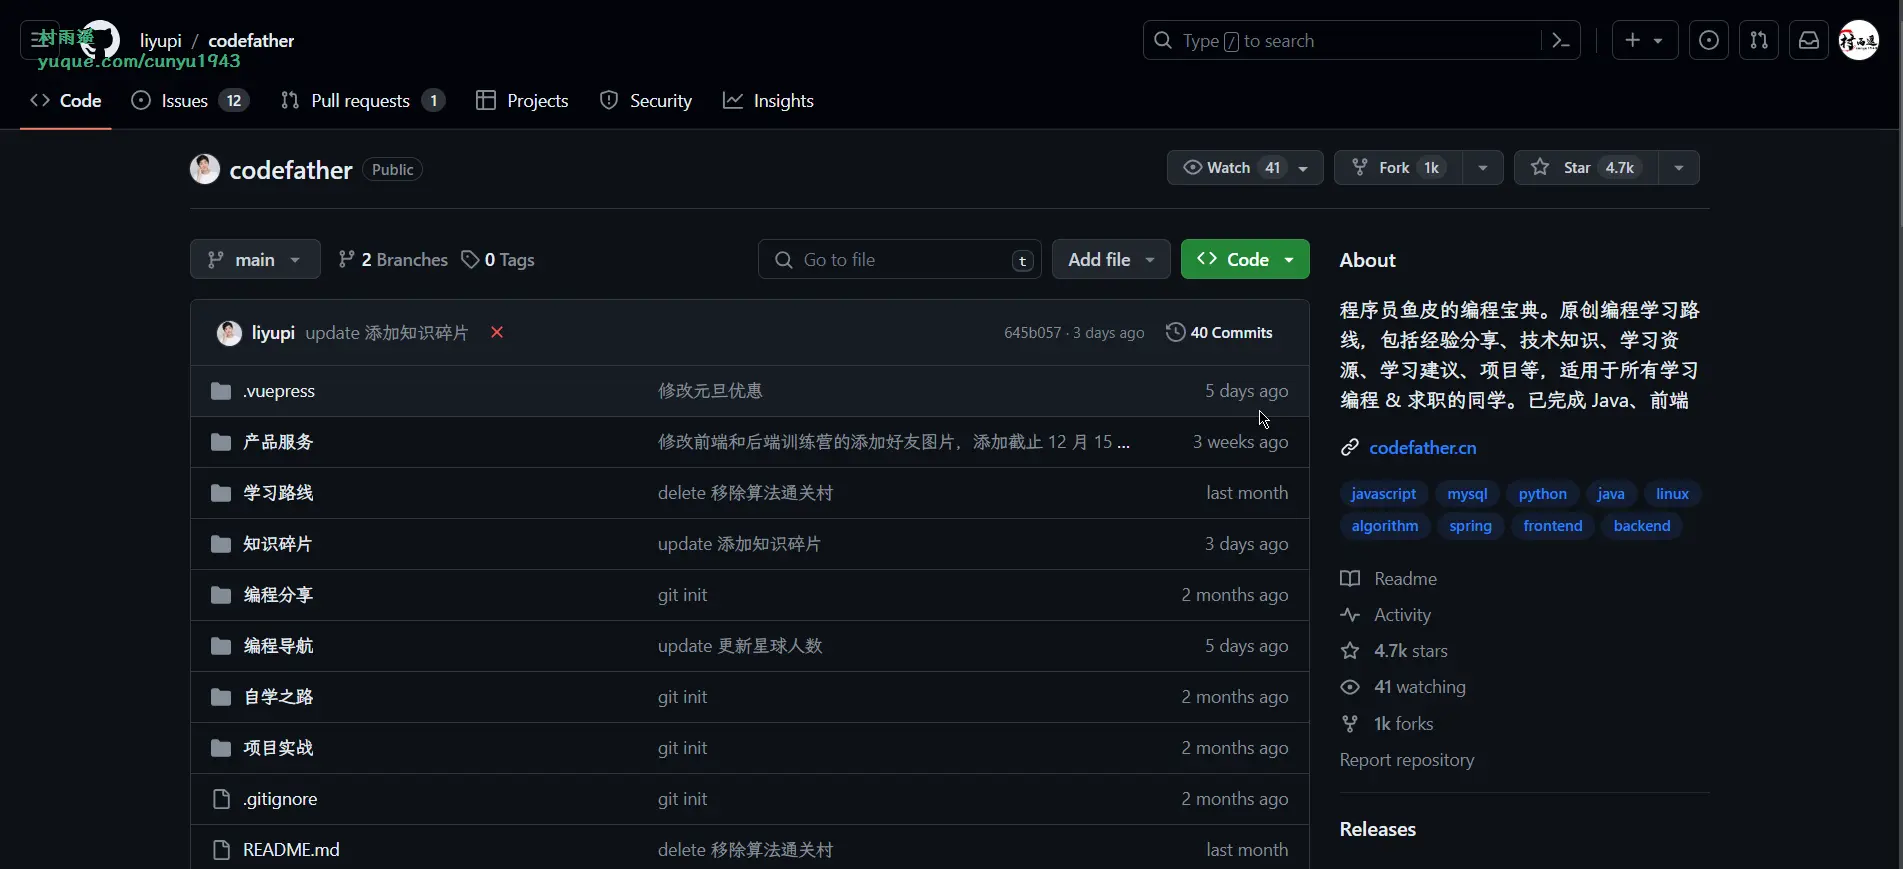 村雨遥
yuque.com/cunyu1943
liyupi / codefather
Type / to search
Code
Issues 12
Pull requests 1
Projects
Security
Insights
codefather Public
Watch 41
Fork 1k
Star 4.7k
main
2 Branches
0 Tags
Go to file t
Add file
Code
liyupi update 添加知识碎片
645b057 · 3 days ago
40 Commits
.vuepress 修改元旦优惠 5 days ago
产品服务 修改前端和后端训练营的添加好友图片，添加截止 12 月 15 ... 3 weeks ago
学习路线 delete 移除算法通关村 last month
知识碎片 update 添加知识碎片 3 days ago
编程分享 git init 2 months ago
编程导航 update 更新星球人数 5 days ago
自学之路 git init 2 months ago
项目实战 git init 2 months ago
.gitignore git init 2 months ago
README.md delete 移除算法通关村 last month
About
程序员鱼皮的编程宝典。原创编程学习路
线，包括经验分享、技术知识、学习资
源、学习建议、项目等，适用于所有学习
编程 & 求职的同学。已完成 Java、前端
codefather.cn
javascript mysql python java linux
algorithm spring frontend backend
Readme
Activity
4.7k stars
41 watching
1k forks
Report repository
Releases